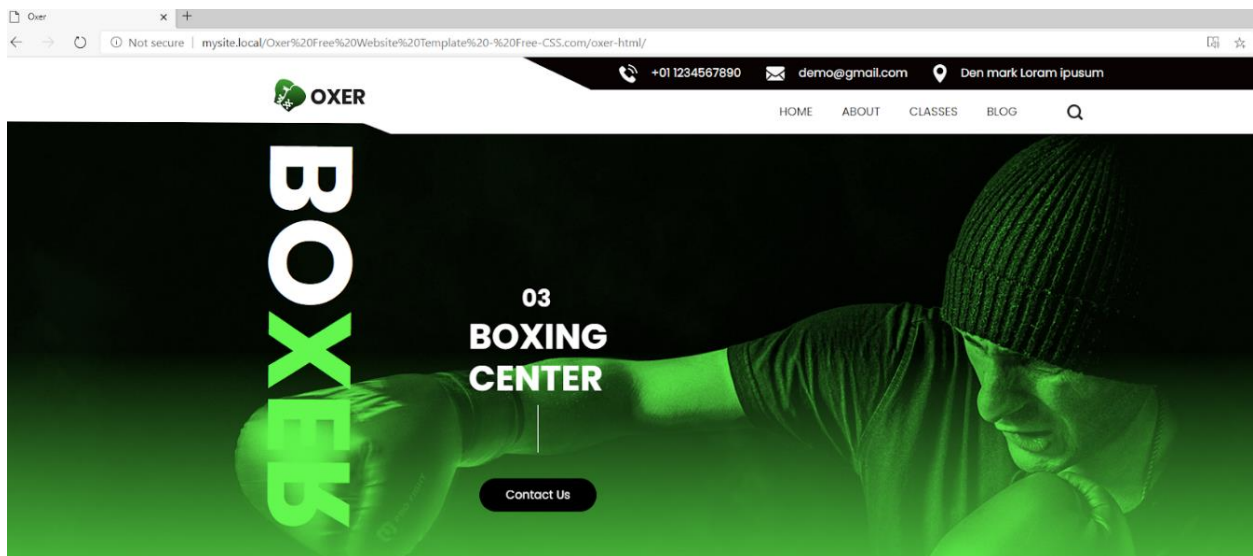 Oxer
Not secure | mysite.local/Oxer%20Free%20Website%20Template%20-%20Free-CSS.com/oxer-html/
+01 1234567890 demo@gmail.com Den mark Loram ipusum
OXER
HOME ABOUT CLASSES BLOG
BOXER
03
BOXING
CENTER
Contact Us